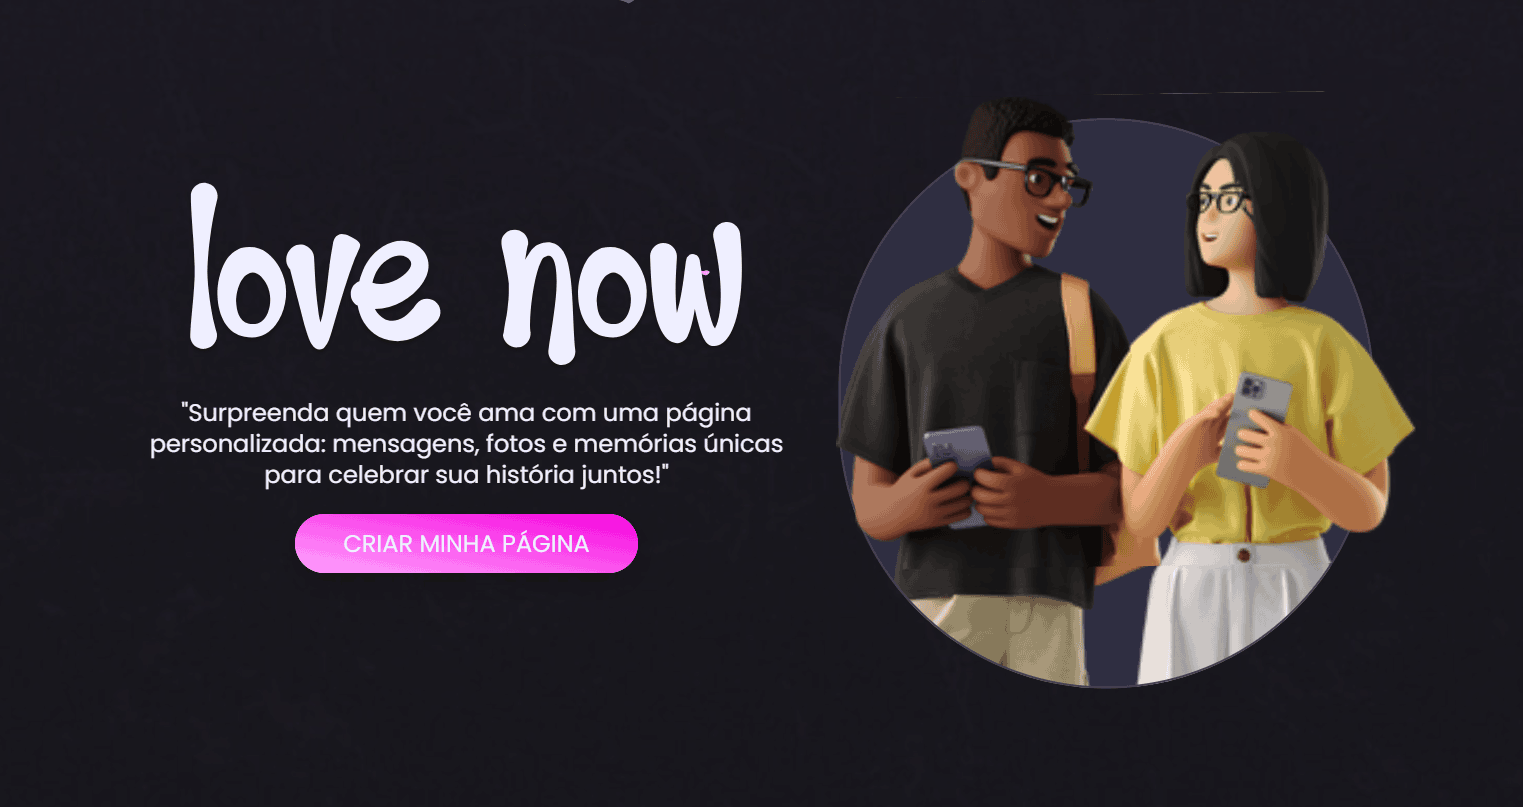 love now
"Surpreenda quem você ama com uma página
personalizada: mensagens, fotos e memórias únicas
para celebrar sua história juntos!"
CRIAR MINHA PÁGINA